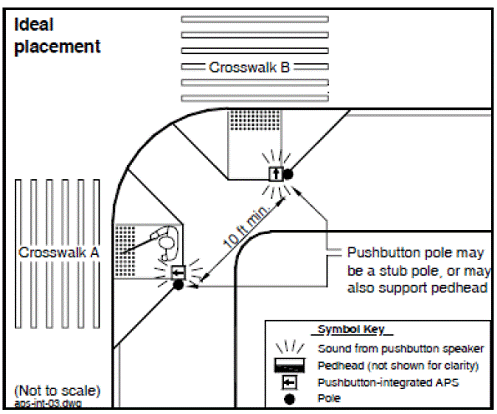 Ideal
placement
Crosswalk B
Crosswalk A
10 ft min.
Pushbutton pole may
be a stub pole, or may
also support pedhead
Symbol Key
Sound from pushbutton speaker
Pedhead (not shown for clarity)
Pushbutton-integrated APS
Pole
(Not to scale)
aps-int-03.dwg